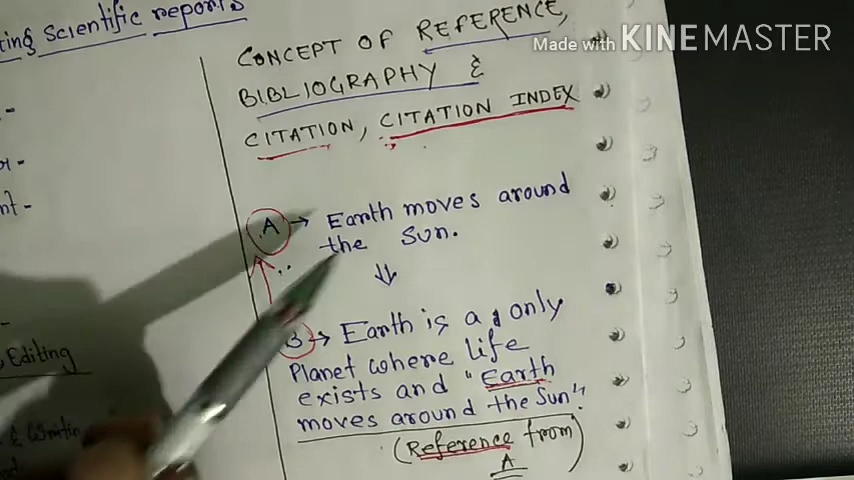 ting Scientific reports
CONCEPT OF REFERENCE,
BIBLIOGRAPHY &
CITATION, CITATION INDEX
A → Earth moves around
the Sun.
B → Earth is a only
Planet where life
exists and "Earth
moves around the Sun".
(Reference from
A)
Editing
& Writin
Made with KINEMASTER